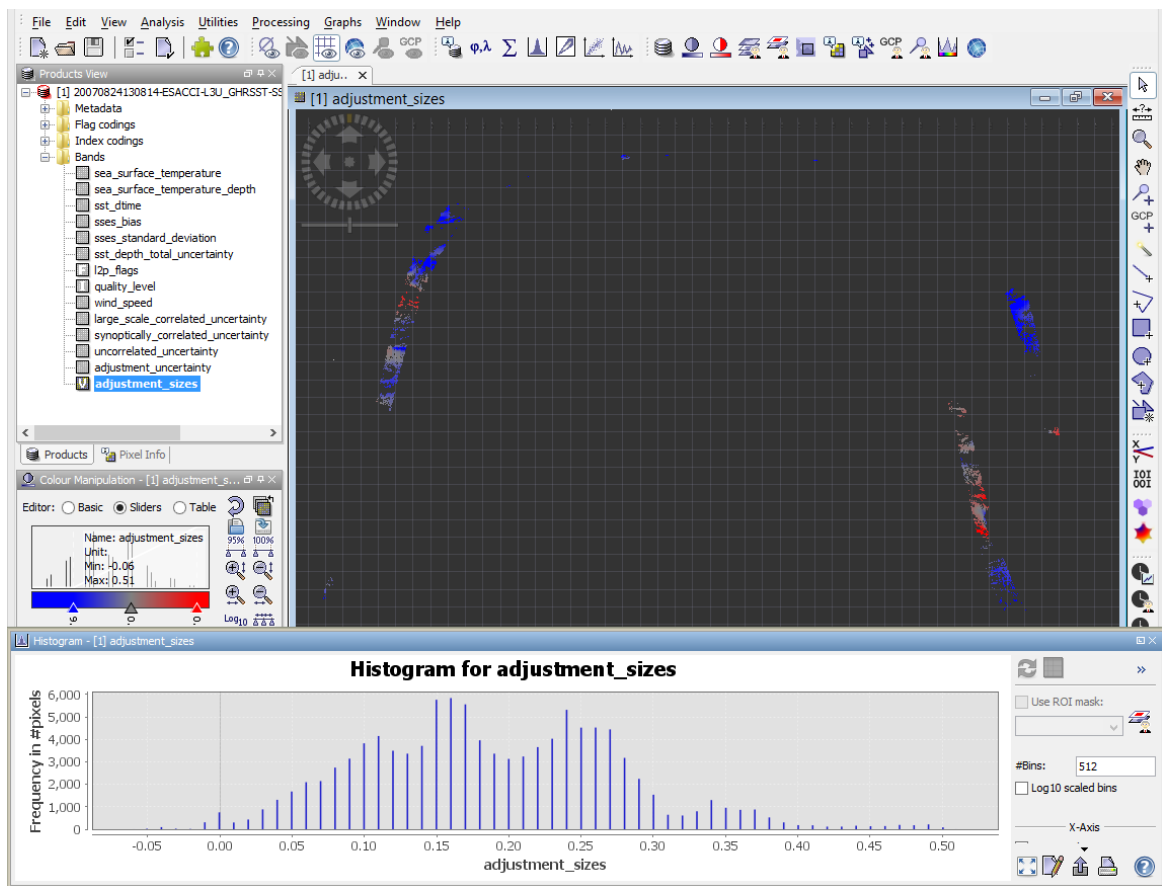 File Edit View Analysis Utilities Processing Graphs Window Help
GCP φ,λ Σ GCP
Products View
[1] adju..
[1] 20070824130814-ESACCI-L3U_GHRSST-SS
[1] adjustment_sizes
Metadata
Flag codings
Index codings
Bands
sea_surface_temperature
sea_surface_temperature_depth
sst_dtime
sses_bias
sses_standard_deviation
sst_depth_total_uncertainty
l2p_flags
quality_level
wind_speed
large_scale_correlated_uncertainty
synoptically_correlated_uncertainty
uncorrelated_uncertainty
adjustment_uncertainty
adjustment_sizes
GCP
X
Y
Products Pixel Info
Colour Manipulation - [1] adjustment_s...
Editor: Basic Sliders Table
Name: adjustment_sizes
Unit:
Min: -0.06
Max: 0.51
95% 100%
Log10
Histogram - [1] adjustment_sizes
Histogram for adjustment_sizes
Frequency in #pixels
6,000
5,000
4,000
3,000
2,000
1,000
0
-0.05 0.00 0.05 0.10 0.15 0.20 0.25 0.30 0.35 0.40 0.45 0.50
adjustment_sizes
»
Use ROI mask:
#Bins: 512
Log10 scaled bins
X-Axis